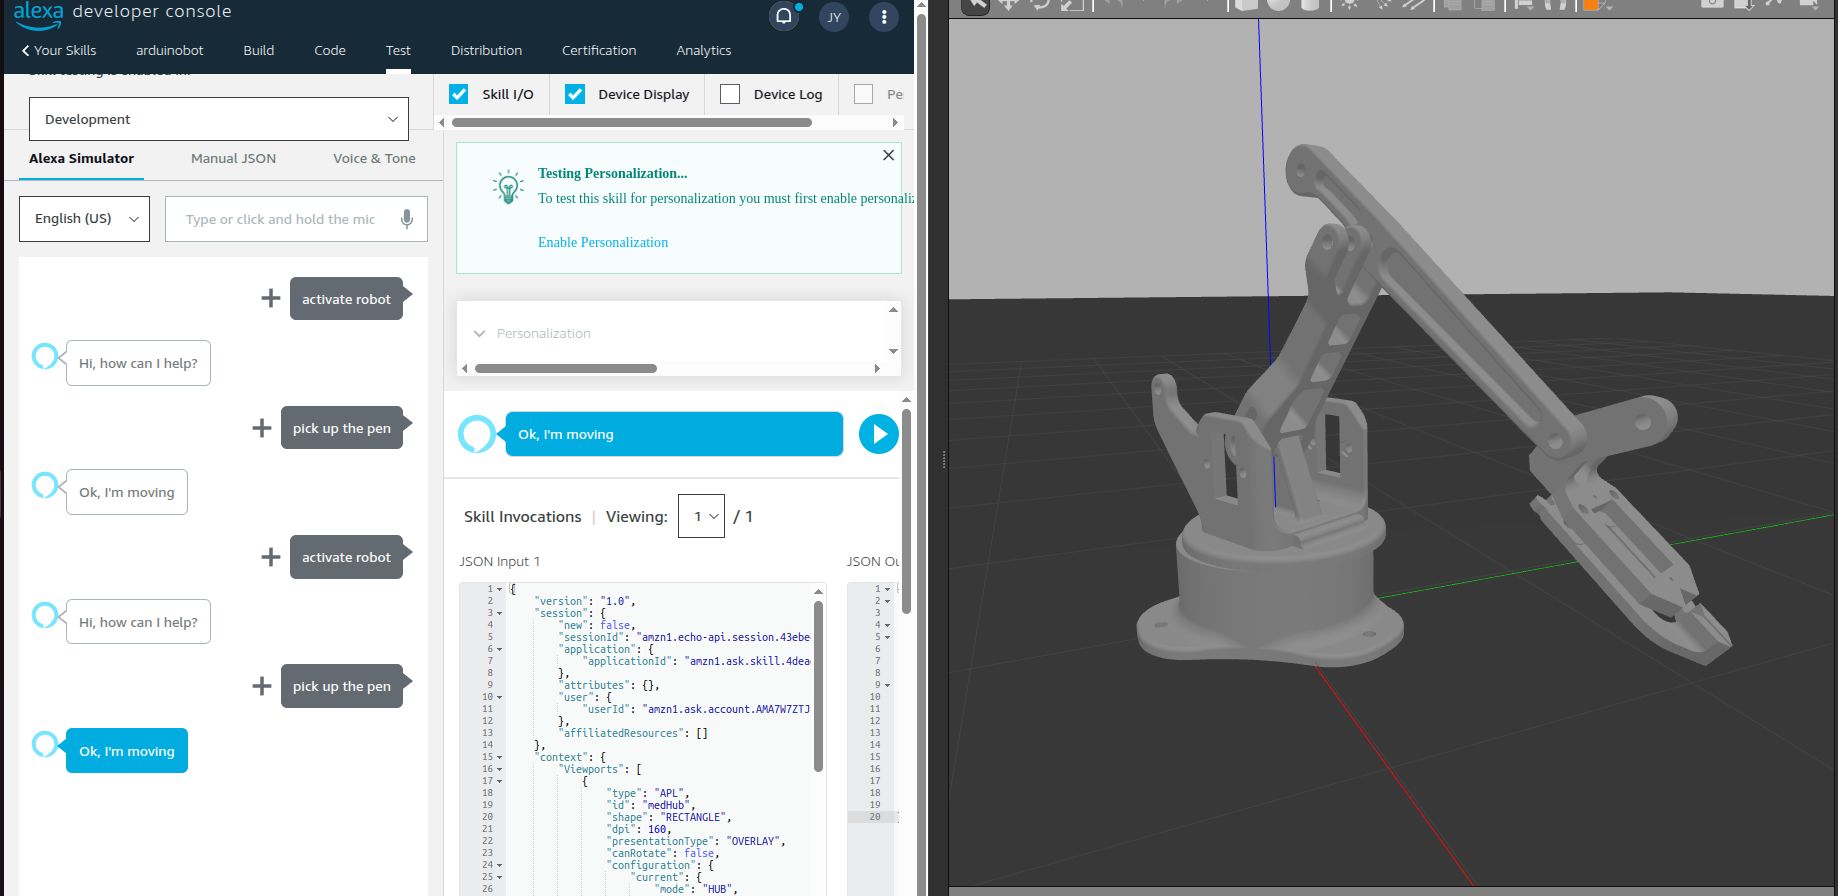 alexa developer console
JY
Your Skills arduinobot Build Code Test Distribution Certification Analytics
Skill testing is enabled in:
Development
Skill I/O Device Display Device Log
Alexa Simulator Manual JSON Voice & Tone
English (US)
Type or click and hold the mic
activate robot
Hi, how can I help?
pick up the pen
Ok, I'm moving
activate robot
Hi, how can I help?
pick up the pen
Ok, I'm moving
Testing Personalization...
To test this skill for personalization you must first enable
Enable Personalization
Personalization
Ok, I'm moving
Skill Invocations | Viewing: 1 / 1
JSON Input 1
1 {
2 "version": "1.0",
3 "session": {
4 "new": false,
5 "sessionId": "amzn1.echo-api.session.43ebe
6 "application": {
7 "applicationId": "amzn1.ask.skill.4dea
8 },
9 "attributes": {},
10 "user": {
11 "userId": "amzn1.ask.account.AMA7W7ZTJ
12 },
13 "affiliatedResources": []
14 },
15 "context": {
16 "Viewports": [
17 {
18 "type": "APL",
19 "id": "medHub",
20 "shape": "RECTANGLE",
21 "dpi": 160,
22 "presentationType": "OVERLAY",
23 "canRotate": false,
24 "configuration": {
25 "current": {
26 "mode": "HUB",
JSON
1
2
3
4
5
6
7
8
9
10
11
12
13
14
15
16
17
18
19
20